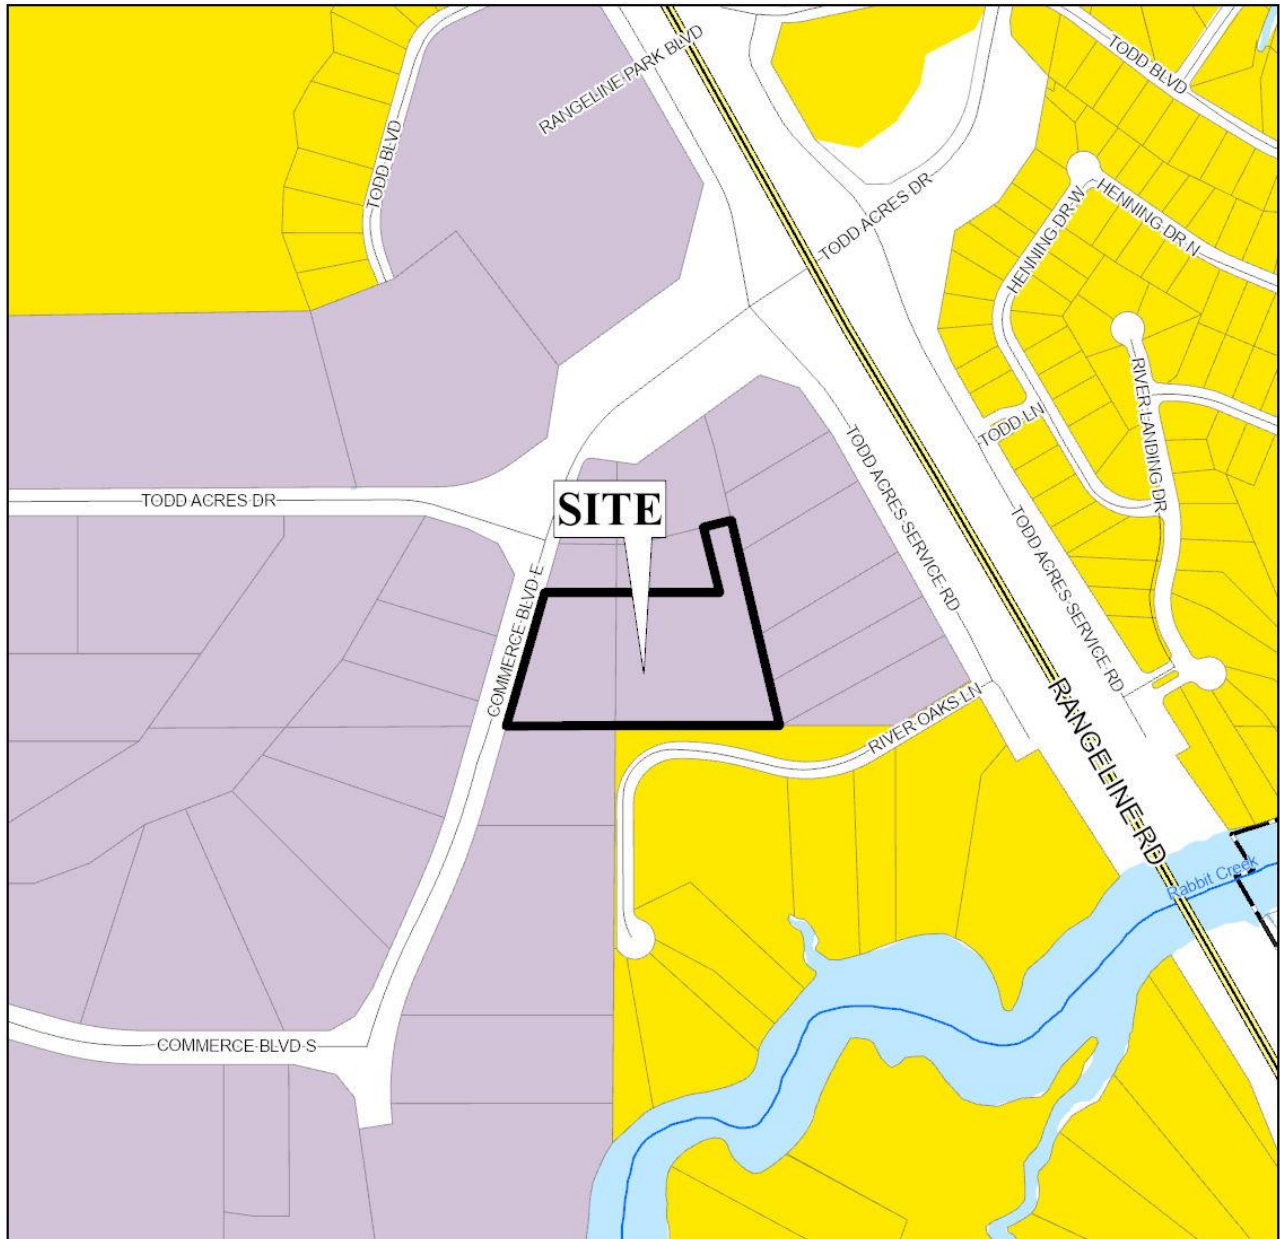 RANGELINE PARK BLVD
TODD BLVD
TODD BLVD
TODD ACRES DR
HENNING DR W
HENNING DR N
RIVER LANDING DR
TODD LN
TODD ACRES SERVICE RD
TODD ACRES SERVICE RD
TODD ACRES DR
SITE
COMMERCE BLVD E
RIVER OAKS LN
RANGELINE RD
Rabbit Creek
COMMERCE BLVD S